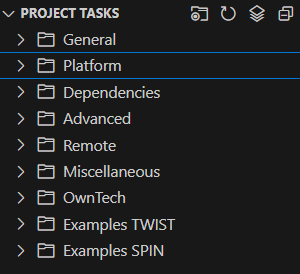 PROJECT TASKS
General
Platform
Dependencies
Advanced
Remote
Miscellaneous
OwnTech
Examples TWIST
Examples SPIN